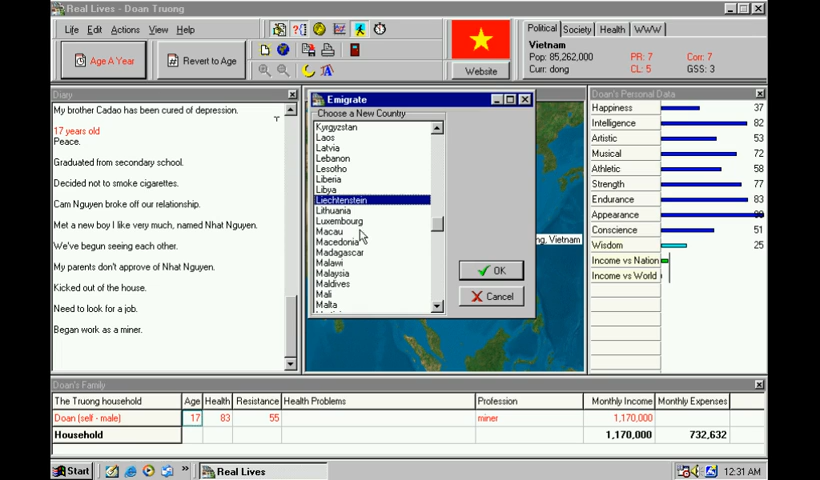 Real Lives - Doan Truong
Life Edit Actions View Help
Age A Year
Revert to Age
Website
Political Society Health WWW
Vietnam
Pop: 85,262,000 PR: 7 Corr: 7
Curr: dong CL: 5 GSS: 3
Diary
My brother Cadao has been cured of depression.
17 years old
Peace.
Graduated from secondary school.
Decided not to smoke cigarettes.
Cam Nguyen broke off our relationship.
Met a new boy I like very much, named Nhat Nguyen.
We've begun seeing each other.
My parents don't approve of Nhat Nguyen.
Kicked out of the house.
Need to look for a job.
Began work as a miner.
Emigrate
Choose a New Country
Kyrgyzstan
Laos
Latvia
Lebanon
Lesotho
Liberia
Libya
Liechtenstein
Lithuania
Luxembourg
Macau
Macedonia
Madagascar
Malawi
Malaysia
Maldives
Mali
Malta
OK
Cancel
ng, Vietnam
Doan's Personal Data
Happiness 37
Intelligence 82
Artistic 53
Musical 72
Athletic 58
Strength 77
Endurance 83
Appearance
Conscience 51
Wisdom 25
Income vs Nation
Income vs World
Doan's Family
The Truong household Age Health Resistance Health Problems Profession Monthly Income Monthly Expenses
Doan (self - male) 17 83 55 miner 1,170,000
Household 1,170,000 732,632
Start » Real Lives 12:31 AM